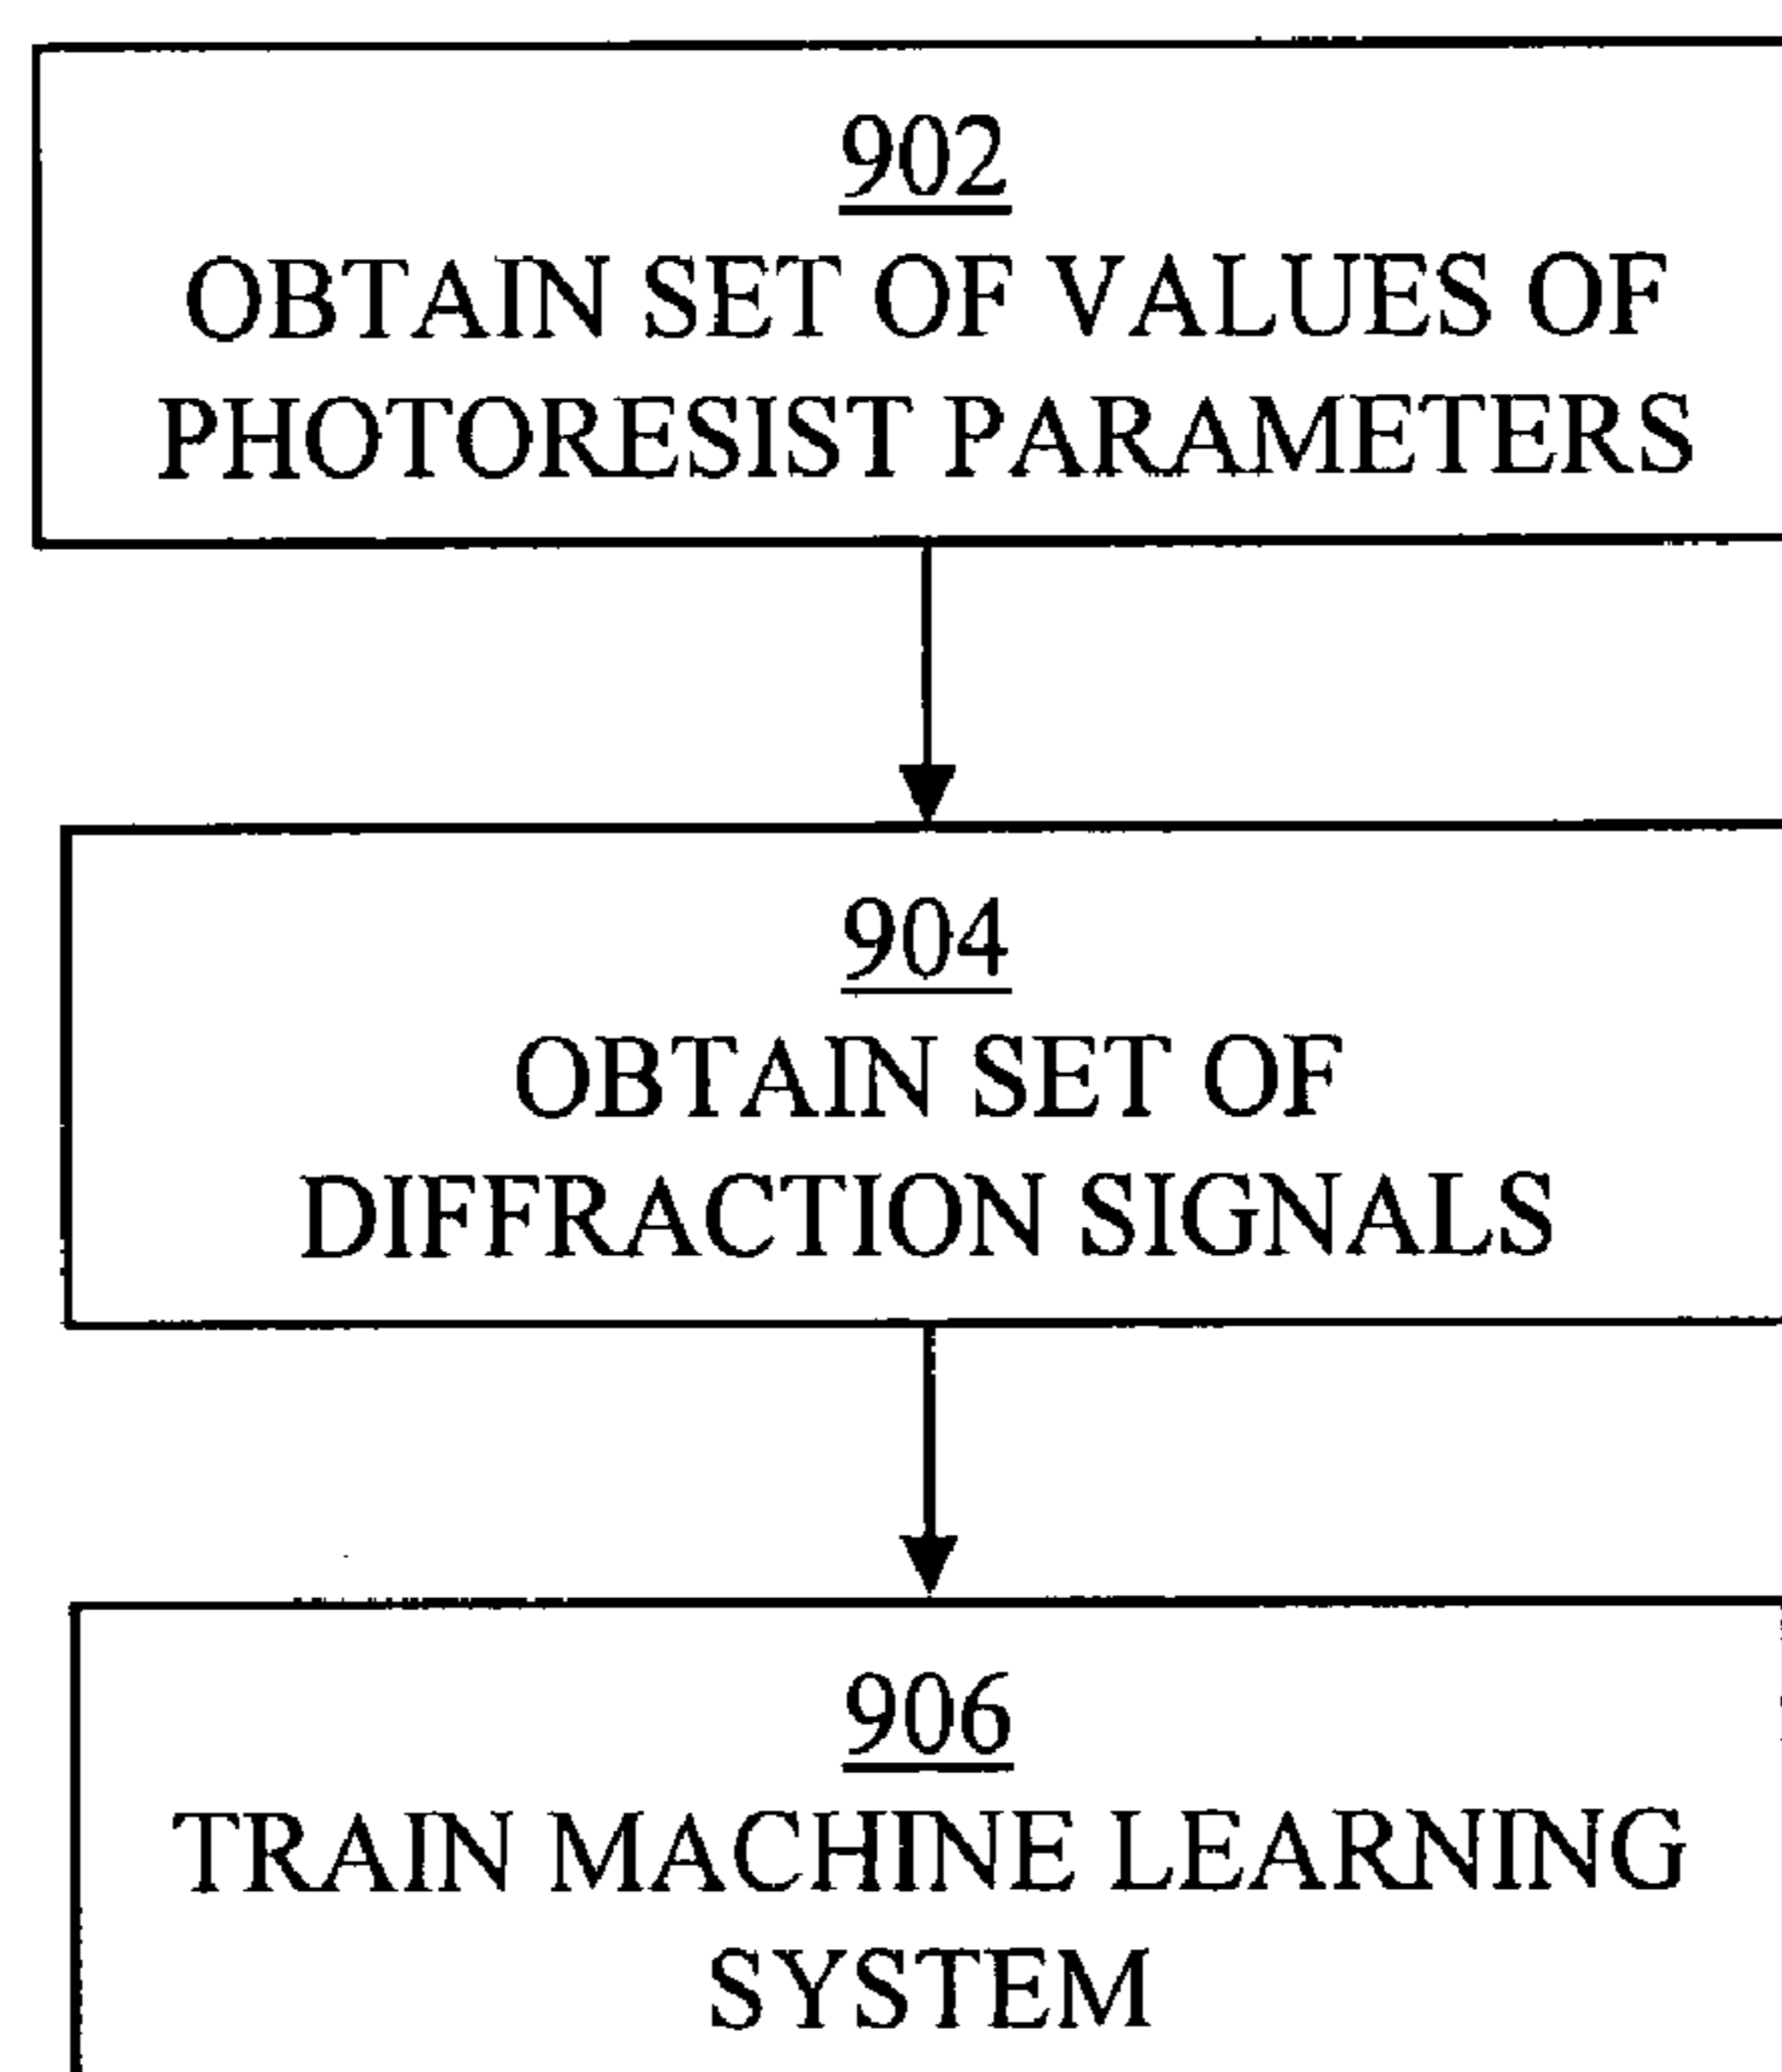 902
OBTAIN SET OF VALUES OF
PHOTORESIST PARAMETERS
904
OBTAIN SET OF
DIFFRACTION SIGNALS
906
TRAIN MACHINE LEARNING
SYSTEM